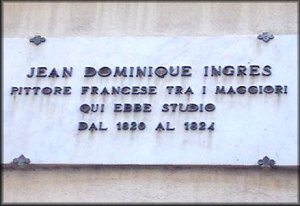 JEAN DOMINIQUE INGRES
PITTORE FRANCESE TRA I MAGGIORI
QUI EBBE STUDIO
DAL 1820 AL 1824